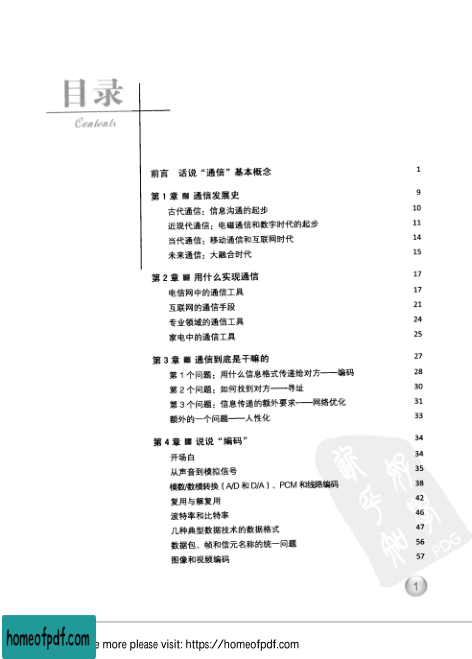 目录
Contents
前言 话说“通信”基本概念 1
第1章 通信发展史 9
古代通信：信息沟通的起步 10
近现代通信：电磁通信和数字时代的起步 11
当代通信：移动通信和互联网时代 14
未来通信：大融合时代 15
第2章 用什么实现通信 17
电信网中的通信工具 17
互联网的通信手段 21
专业领域的通信工具 24
家电中的通信工具 25
第3章 通信到底是干嘛的 27
第1个问题：用什么信息格式传递给对方——编码 28
第2个问题：如何找到对方——寻址 30
第3个问题：信息传递的额外要求——网络优化 31
额外的一个问题——人性化 33
第4章 说说“编码” 34
开场白 34
从声音到模拟信号 35
模数/数模转换（A/D和D/A）、PCM和线路编码 38
复用与解复用 42
波特率和比特率 46
几种典型数据技术的数据格式 47
数据包、帧和信元名称的统一问题 56
图像和视频编码 57
PDG
1
homeofpdf.com
e more please visit: https://homeofpdf.com